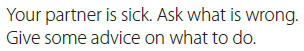 Your partner is sick. Ask what is wrong.
Give some advice on what to do.